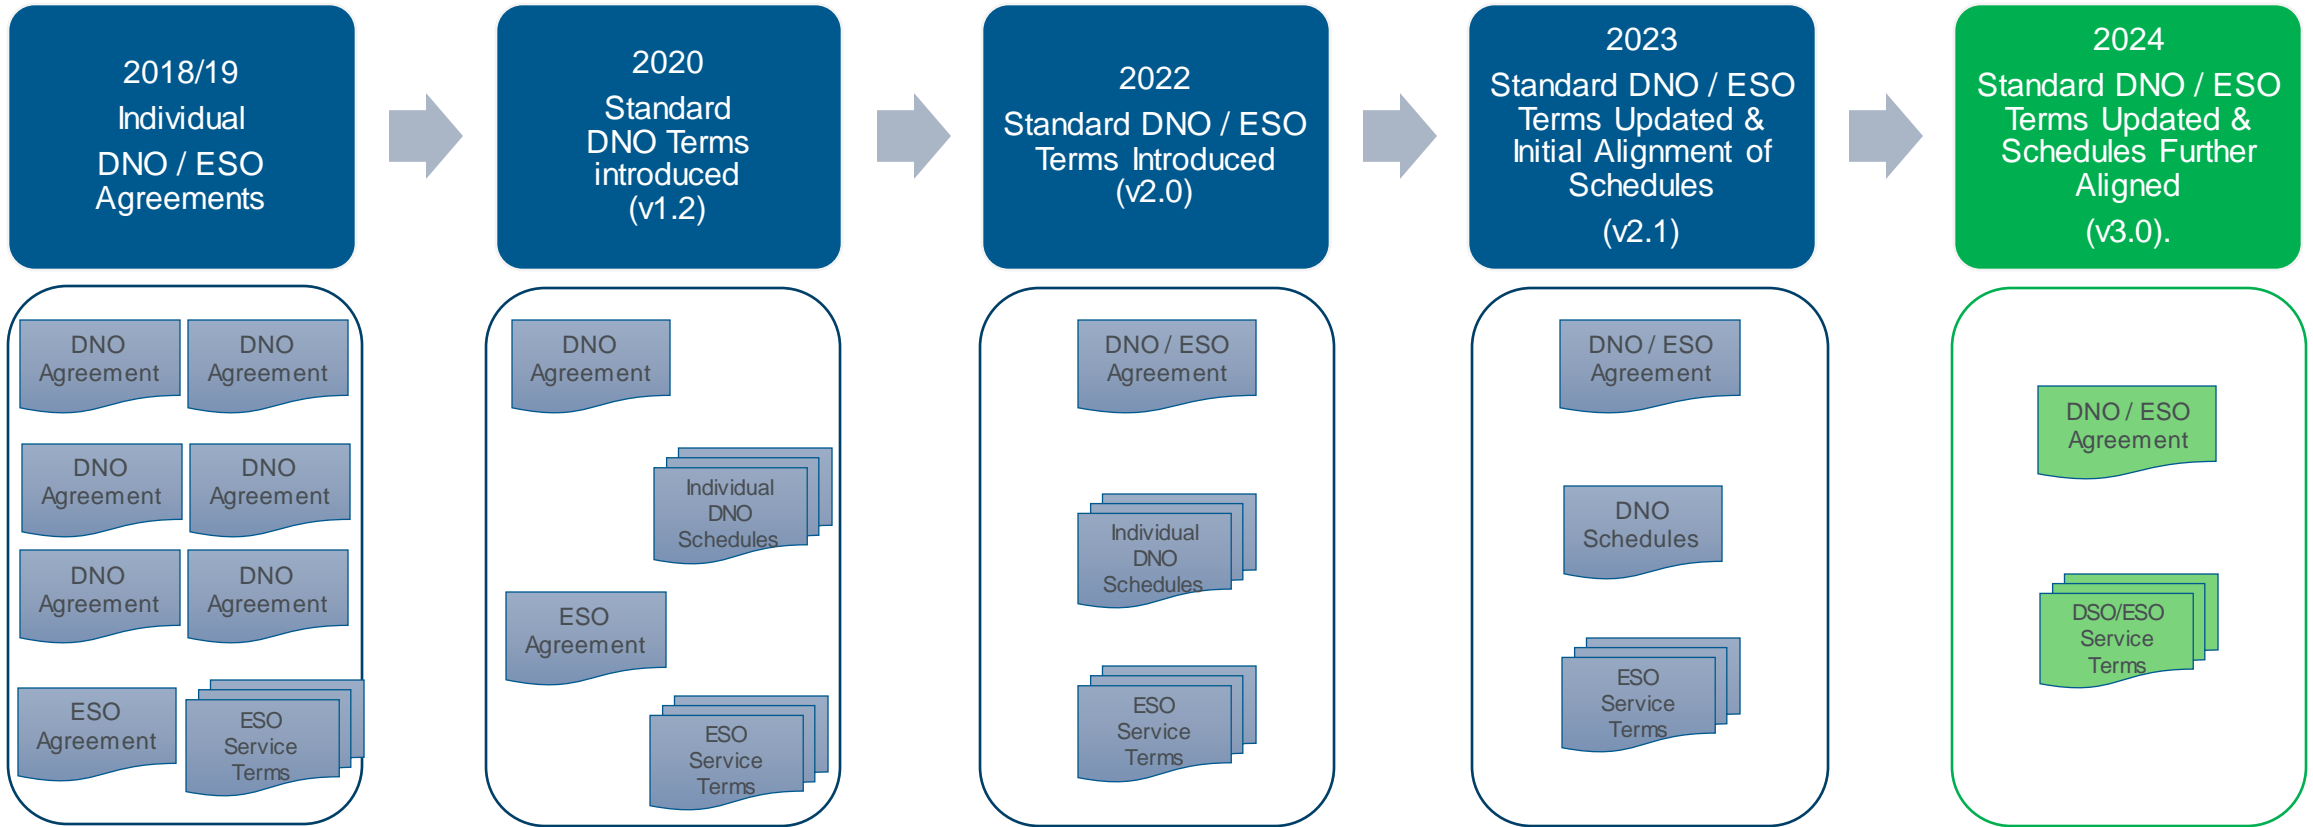 2018/19
Individual
DNO / ESO
Agreements
2020
Standard
DNO Terms
introduced
(v1.2)
2022
Standard DNO / ESO
Terms Introduced
(v2.0)
2023
Standard DNO / ESO
Terms Updated &
Initial Alignment of
Schedules
(v2.1)
2024
Standard DNO / ESO
Terms Updated &
Schedules Further
Aligned
(v3.0).
DNO
Agreement
DNO
Agreement
DNO
Agreement
DNO
Agreement
DNO
Agreement
DNO
Agreement
ESO
Agreement
ESO
Service
Terms
DNO
Agreement
Individual
DNO
Schedules
ESO
Agreement
ESO
Service
Terms
DNO / ESO
Agreement
Individual
DNO
Schedules
ESO
Service
Terms
DNO / ESO
Agreement
DNO
Schedules
ESO
Service
Terms
DNO / ESO
Agreement
DSO/ESO
Service
Terms